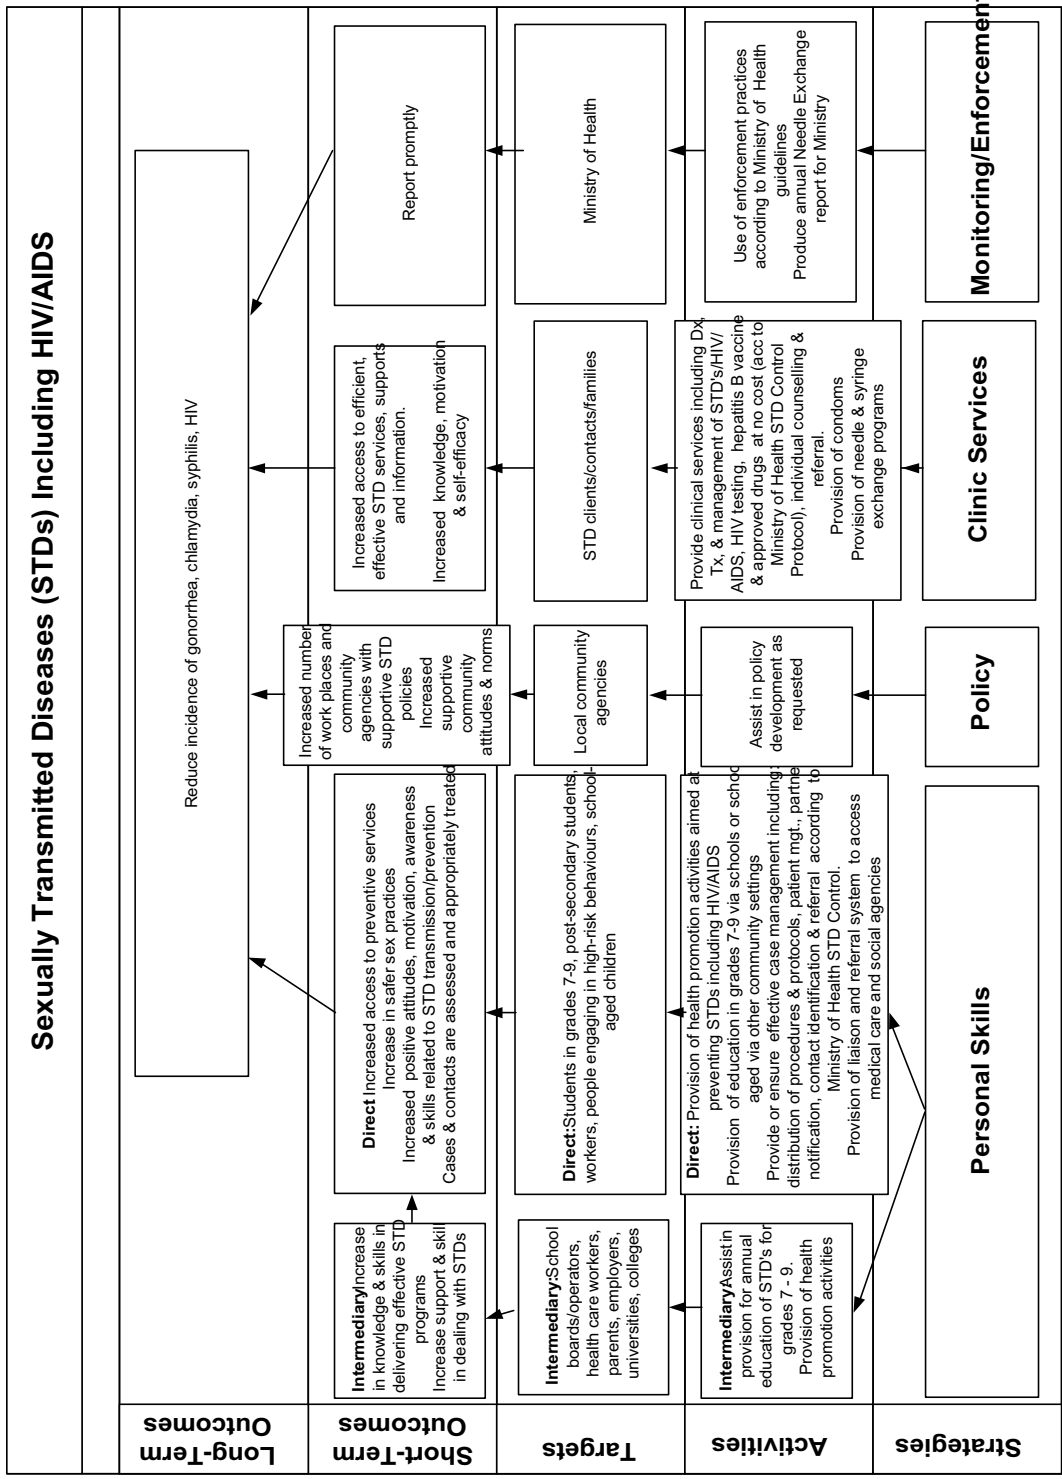 Sexually Transmitted Diseases (STDs) Including HIV/AIDS
Long-Term
Outcomes
Reduce incidence of gonorrhea, chlamydia, syphilis, HIV
Short-Term
Outcomes
Intermediary Increase
in knowledge & skills in
delivering effective STD
programs
Increase support & skill
in dealing with STDs
Direct Increased access to preventive services
Increase in safer sex practices
Increased positive attitudes, motivation, awareness
& skills related to STD transmission/prevention
Cases & contacts are assessed and appropriately treated
Increased number
of work places and
community
agencies with
supportive STD
policies
Increased
supportive
community
attitudes & norms
Increased access to efficient,
effective STD services, supports
and information.
Increased knowledge, motivation
& self-efficacy
Report promptly
Targets
Intermediary:School
boards/operators,
health care workers,
parents, employers,
universities, colleges
Direct:Students in grades 7-9, post-secondary students,
workers, people engaging in high-risk behaviours, school-
aged children
Local community
agencies
STD clients/contacts/families
Ministry of Health
Activities
Intermediary Assist in
provision for annual
education of STD's for
grades 7 - 9.
Provision of health
promotion activities
Direct: Provision of health promotion activities aimed at
preventing STDs including HIV/AIDS
Provision of education in grades 7-9 via schools or school
aged via other community settings
Provide or ensure effective case management including:
distribution of procedures & protocols, patient mgt., partne
notification, contact identification & referral according to
Ministry of Health STD Control.
Provision of liaison and referral system to access
medical care and social agencies
Assist in policy
development as
requested
Provide clinical services including Dx,
Tx, & management of STD's/HIV/
AIDS, HIV testing, hepatitis B vaccine
& approved drugs at no cost (acc to
Ministry of Health STD Control
Protocol), individual counselling &
referral.
Provision of condoms
Provision of needle & syringe
exchange programs
Use of enforcement practices
according to Ministry of Health
guidelines
Produce annual Needle Exchange
report for Ministry
Strategies
Personal Skills
Policy
Clinic Services
Monitoring/Enforcement